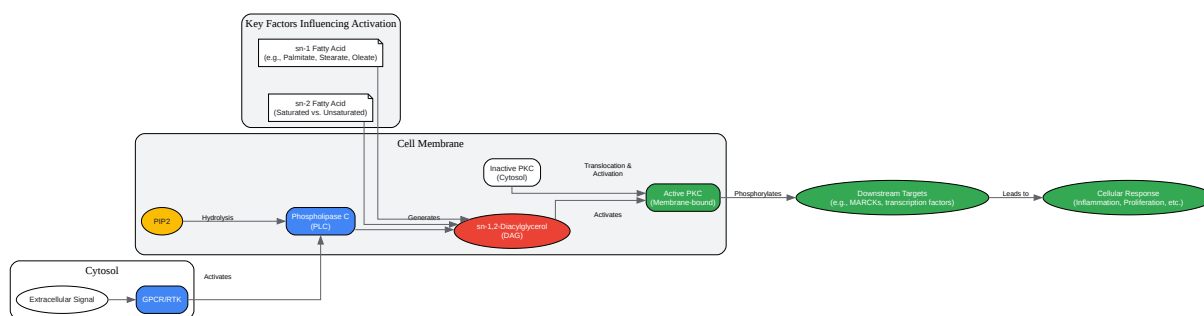 Key Factors Influencing Activation
sn-1 Fatty Acid
(e.g., Palmitate, Stearate, Oleate)
sn-2 Fatty Acid
(Saturated vs. Unsaturated)
Cell Membrane
Inactive PKC
(Cytosol)
Translocation &
Activation
Active PKC
(Membrane-bound)
Phosphorylates
Downstream Targets
(e.g., MARCKs, transcription factors)
Leads to
Cellular Response
(Inflammation, Proliferation, etc.)
PIP2
Hydrolysis
Phospholipase C
(PLC)
Generates
sn-1,2-Diacylglycerol
(DAG)
Activates
Cytosol
Extracellular Signal
GPCR/RTK
Activates